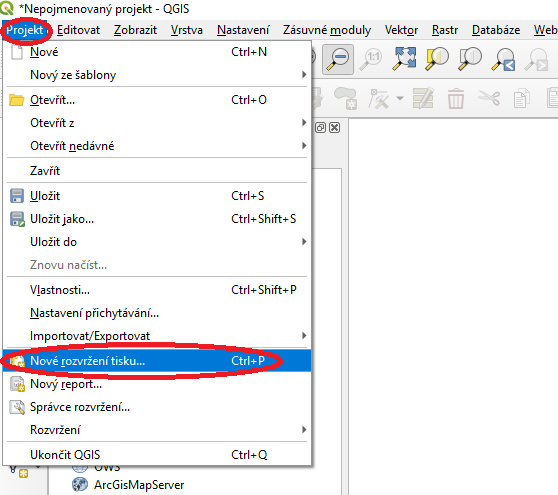 *Nepojmenovaný projekt - QGIS
Projekt Editovat Zobrazit Vrstva Nastavení Zásuvné moduly Vektor Rastr Databáze Web
Nové Ctrl+N
Nový ze šablony
Otevřít... Ctrl+O
Otevřít z
Otevřít nedávné
Zavřít
Uložit Ctrl+S
Uložit jako... Ctrl+Shift+S
Uložit do
Znovu načíst...
Vlastnosti... Ctrl+Shift+P
Nastavení přichytávání...
Importovat/Exportovat
Nové rozvržení tisku... Ctrl+P
Nový report...
Správce rozvržení...
Rozvržení
Ukončit QGIS Ctrl+Q
OWS
ArcGisMapServer